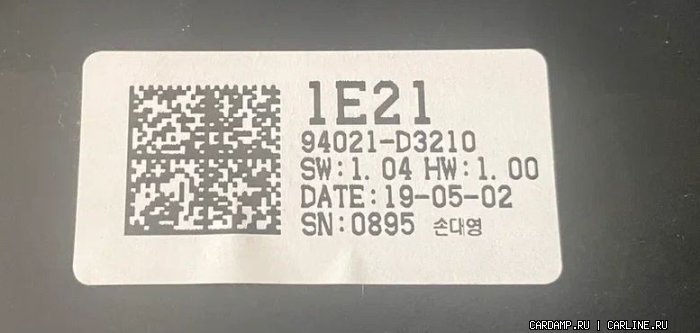 1E21
94021-D3210
SW:1.04 HW:1.00
DATE:19-05-02
SN:0895 손대영
CARDAMP.RU | CARLINE.RU